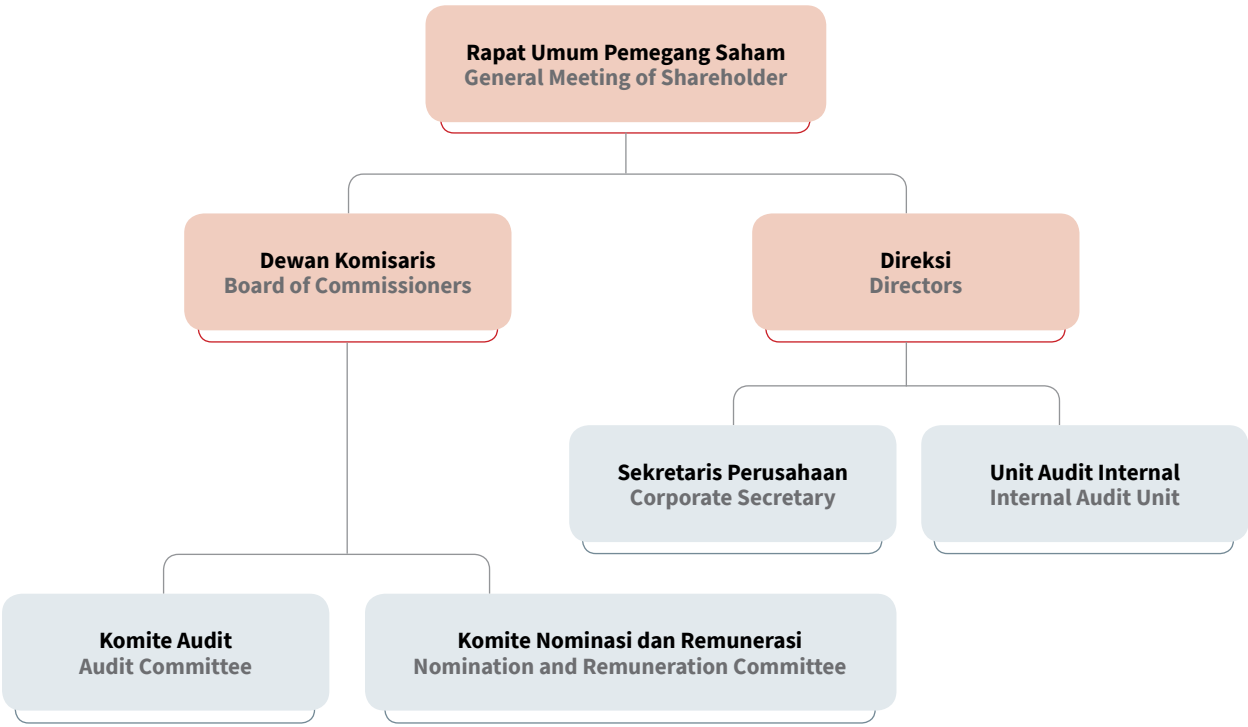 Rapat Umum Pemegang Saham
General Meeting of Shareholder
Dewan Komisaris
Board of Commissioners
Direksi
Directors
Sekretaris Perusahaan
Corporate Secretary
Unit Audit Internal
Internal Audit Unit
Komite Audit
Audit Committee
Komite Nominasi dan Remunerasi
Nomination and Remuneration Committee